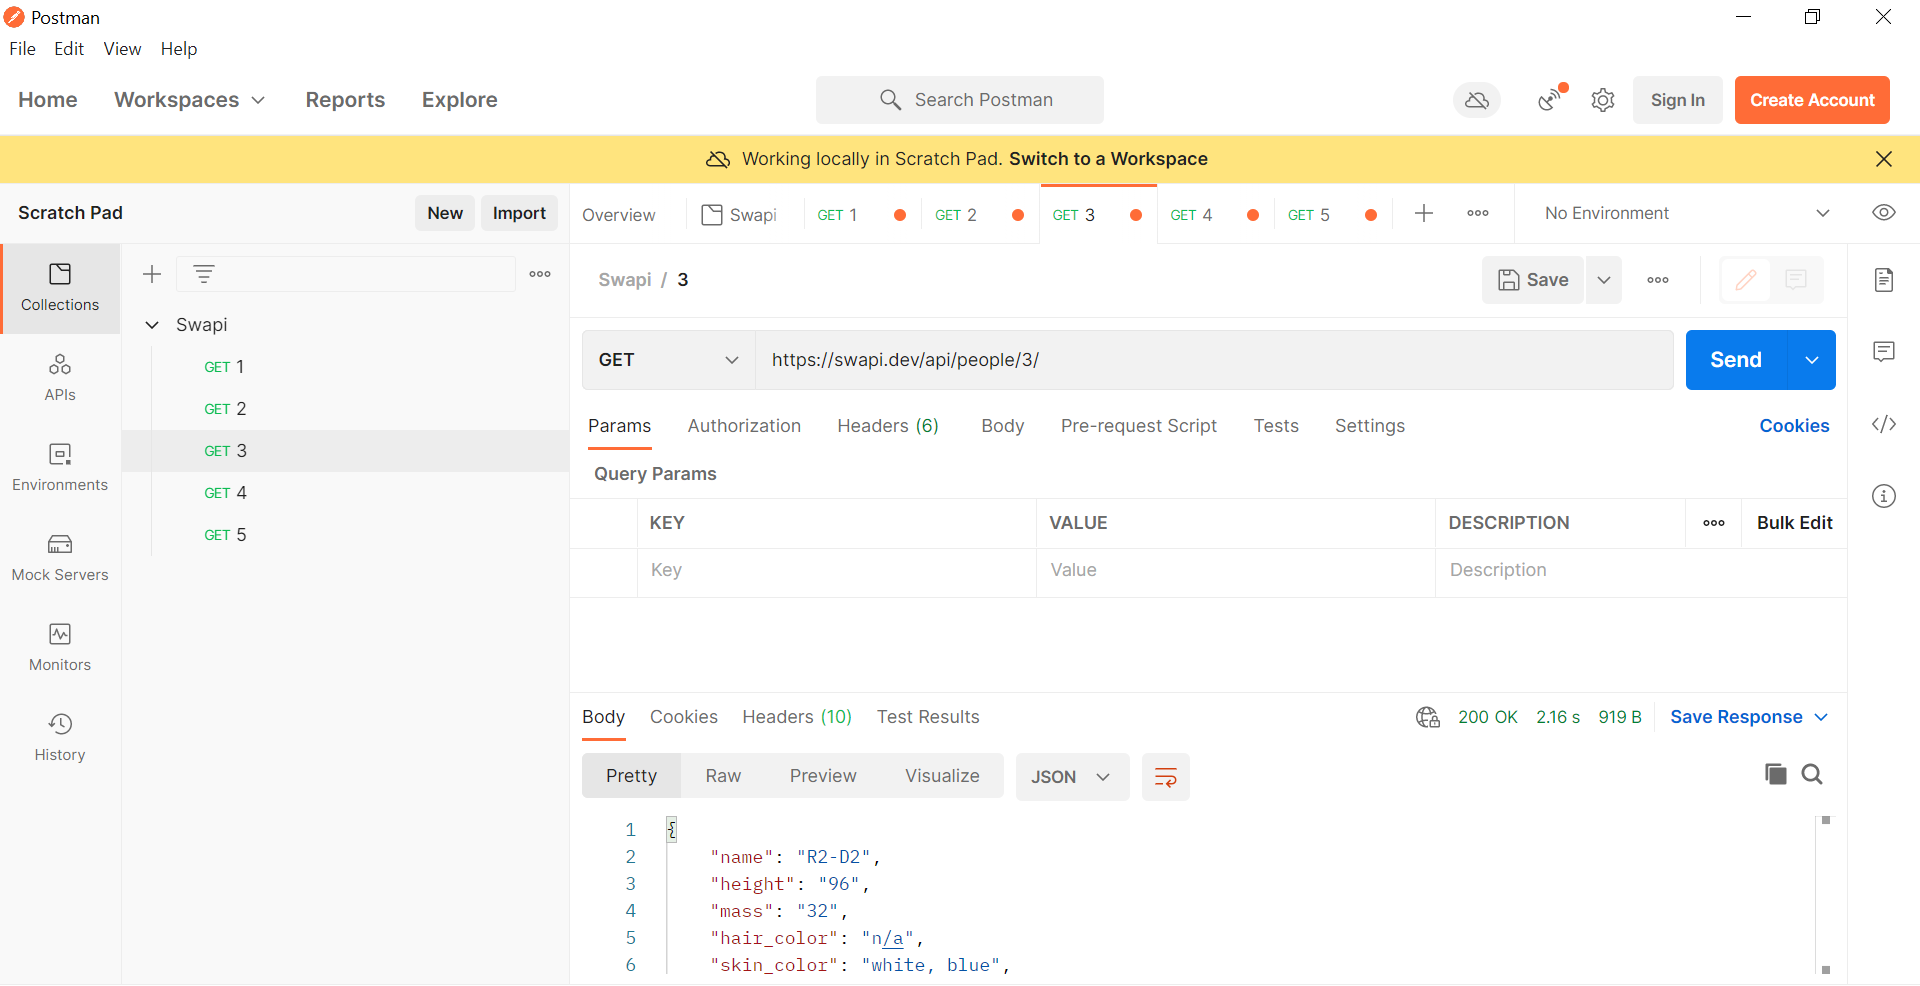 Postman
File Edit View Help
Home Workspaces Reports Explore Search Postman Sign In Create Account
Working locally in Scratch Pad. Switch to a Workspace
Scratch Pad New Import Overview Swapi GET 1 GET 2 GET 3 GET 4 GET 5 No Environment
Collections
APIs
Environments
Mock Servers
Monitors
History
Swapi
GET 1
GET 2
GET 3
GET 4
GET 5
Swapi / 3 Save
GET https://swapi.dev/api/people/3/ Send
Params Authorization Headers (6) Body Pre-request Script Tests Settings Cookies
Query Params
KEY VALUE DESCRIPTION Bulk Edit
Key Value Description
Body Cookies Headers (10) Test Results 200 OK 2.16 s 919 B Save Response
Pretty Raw Preview Visualize JSON
1 {
2 "name": "R2-D2",
3 "height": "96",
4 "mass": "32",
5 "hair_color": "n/a",
6 "skin_color": "white, blue",